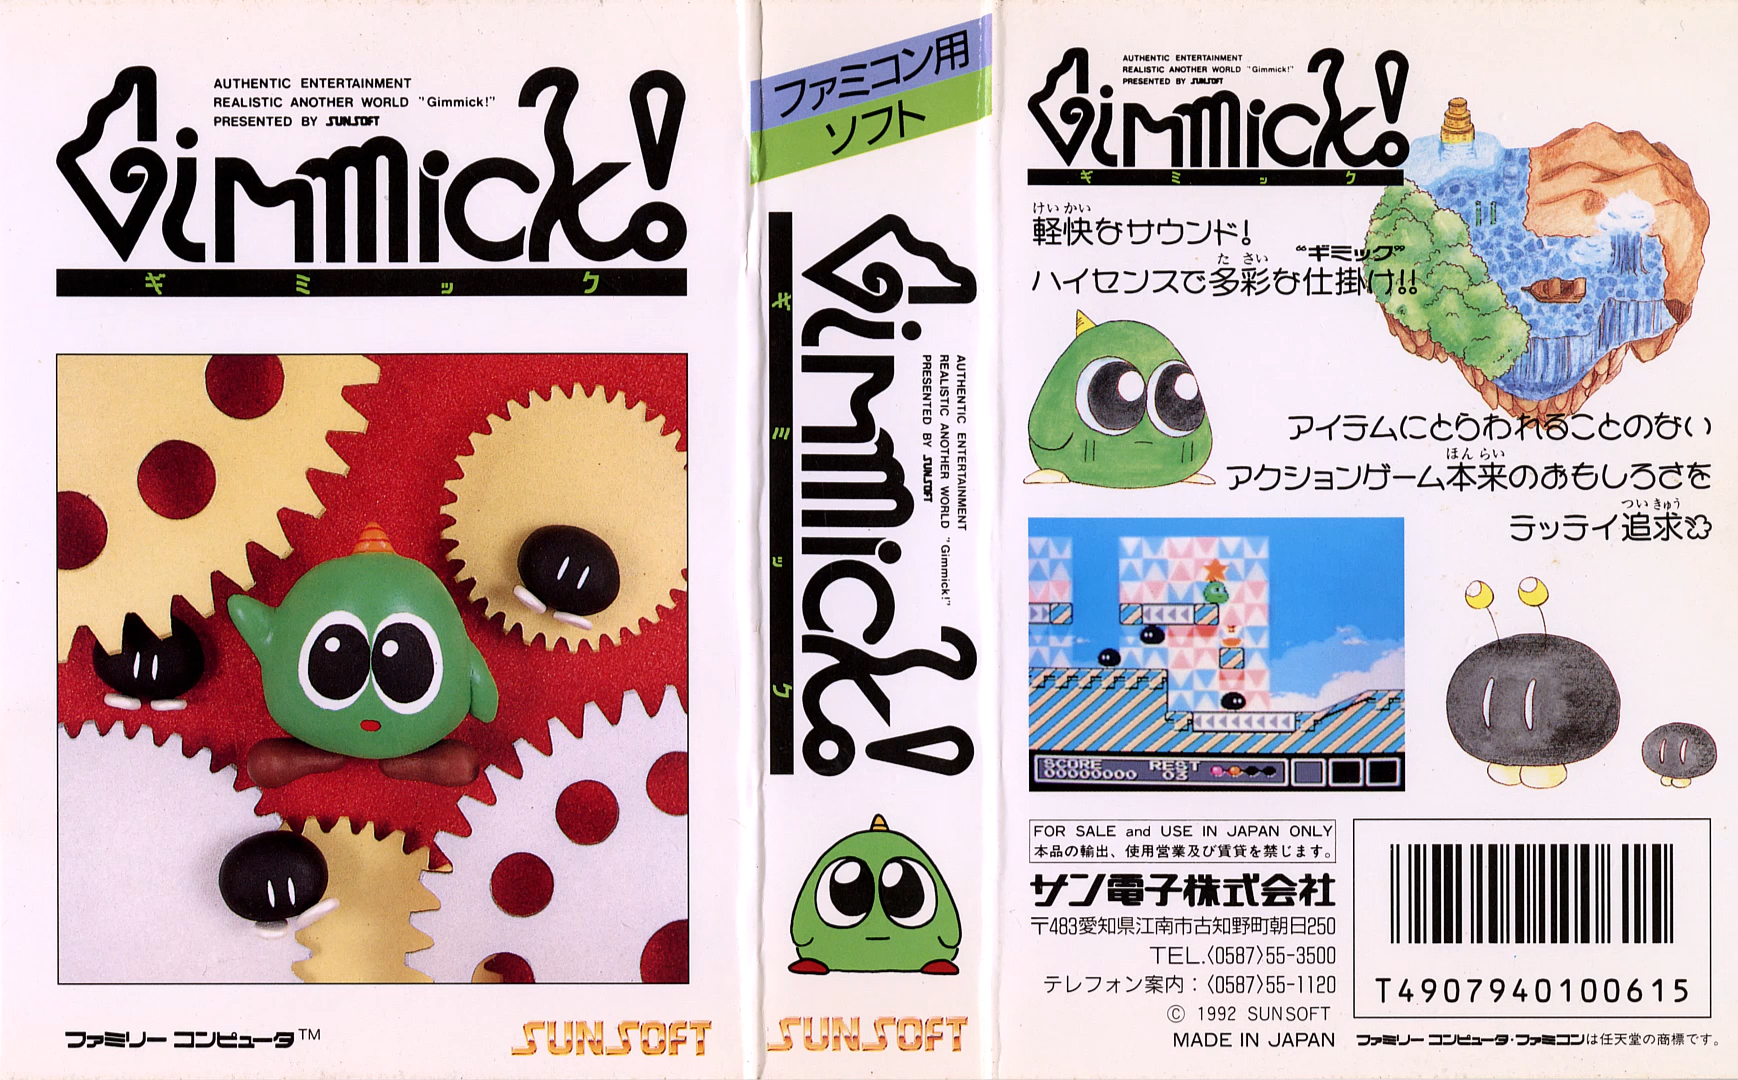 AUTHENTIC ENTERTAINMENT
REALISTIC ANOTHER WORLD "Gimmick!"
PRESENTED BY SUNSOFT
Gimmick!
ギミック
ファミリーコンピュータ™
SUNSOFT
ファミコン用
ソフト
Gimmick!
ギミック
AUTHENTIC ENTERTAINMENT
REALISTIC ANOTHER WORLD "Gimmick!"
PRESENTED BY SUNSOFT
SUNSOFT
AUTHENTIC ENTERTAINMENT
REALISTIC ANOTHER WORLD "Gimmick!"
PRESENTED BY SUNSOFT
Gimmick!
ギミック
けいかい
軽快なサウンド!
"ギミック"
たさい
ハイセンスで多彩な仕掛け!!
アイテムにとらわれることのない
ほんらい
アクションゲーム本来のおもしろさを
ついきゅう
テッテイ追求
SCORE
00000000
REST
03
FOR SALE and USE IN JAPAN ONLY
本品の輸出、使用営業及び賃貸を禁じます。
サン電子株式会社
〒483愛知県江南市古知野町朝日250
TEL.〈0587〉55-3500
テレフォン案内:〈0587〉55-1120
© 1992 SUNSOFT
MADE IN JAPAN
T4907940100615
ファミリーコンピュータ・ファミコンは任天堂の商標です。